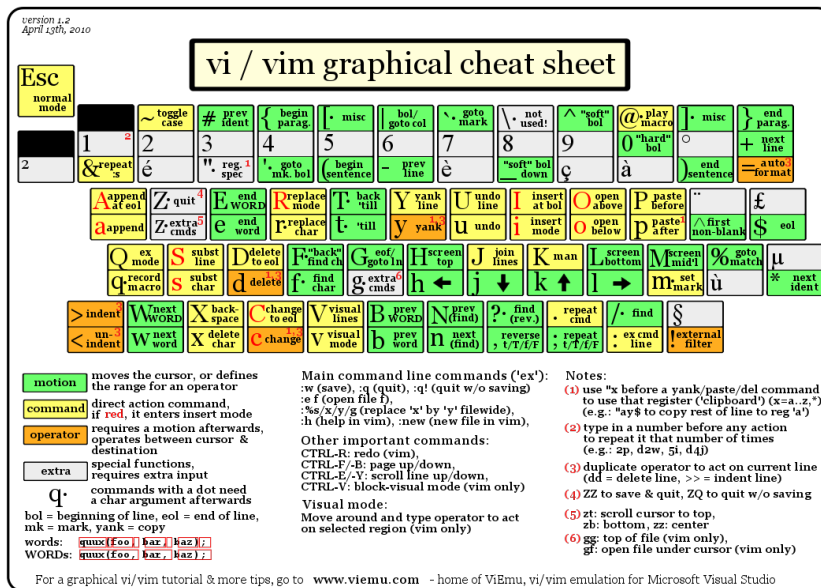 version 1.2
April 13th, 2010
vi / vim graphical cheat sheet
Esc
normal mode
~ toggle case
# prev ident
{ begin parag.
[· misc
| bol/ goto col
`· goto mark
\· not used!
^ "soft" bol
@· play macro
]· misc
} end parag.
2
1 2
2
3
4
5
6
7
8
9
0 "hard" bol
°
+ next line
& repeat :s
é
"· reg. spec 1
'· goto mk. bol
( begin sentence
- prev line
è
_ "soft" bol down
ç
à
) end sentence
= auto format 3
A append at eol
Z· quit 4
E end WORD
R replace mode
T· back 'till
Y yank line
U undo line
I insert at bol
O open above
P paste before
¨
£
a append
z· extra cmds 5
e end word
r· replace char
t· 'till
y yank 1,3
u undo
i insert mode
o open below
p paste after 1
^ first non-blank
$ eol
Q ex mode
S subst line
D delete to eol
F· "back" find ch
G eof/ goto ln
H screen top
J join lines
K man
L screen bottom
M screen mid'l
% goto match
µ
q· record macro
s subst char
d delete 1,3
f· find char
g· extra cmds 6
h ←
j ↓
k ↑
l →
m· set mark
ù
* next ident
> indent 3
W next WORD
X back- space
C change to eol
V visual lines
B prev WORD
N prev (find)
?· find (rev.)
. repeat cmd
/· find
§
< un- indent 3
w next word
x delete char
c change 1,3
v visual mode
b prev word
n next (find)
, reverse t/T/f/F
; repeat t/T/f/F
: ex cmd line
! external filter
motion moves the cursor, or defines
the range for an operator
command direct action command,
if red, it enters insert mode
operator requires a motion afterwards,
operates between cursor &
destination
extra special functions,
requires extra input
q· commands with a dot need
a char argument afterwards
bol = beginning of line, eol = end of line,
mk = mark, yank = copy
words: quux(foo, bar, baz);
WORDs: quux(foo, bar, baz);
Main command line commands ('ex'):
:w (save), :q (quit), :q! (quit w/o saving)
:e f (open file f),
:%s/x/y/g (replace 'x' by 'y' filewide),
:h (help in vim), :new (new file in vim),
Other important commands:
CTRL-R: redo (vim),
CTRL-F/-B: page up/down,
CTRL-E/-Y: scroll line up/down,
CTRL-V: block-visual mode (vim only)
Visual mode:
Move around and type operator to act
on selected region (vim only)
Notes:
(1) use "x before a yank/paste/del command
to use that register ('clipboard') (x=a..z,*)
(e.g.: "ay$ to copy rest of line to reg 'a')
(2) type in a number before any action
to repeat it that number of times
(e.g.: 2p, d2w, 5i, d4j)
(3) duplicate operator to act on current line
(dd = delete line, >> = indent line)
(4) ZZ to save & quit, ZQ to quit w/o saving
(5) zt: scroll cursor to top,
zb: bottom, zz: center
(6) gg: top of file (vim only),
gf: open file under cursor (vim only)
For a graphical vi/vim tutorial & more tips, go to www.viemu.com - home of ViEmu, vi/vim emulation for Microsoft Visual Studio